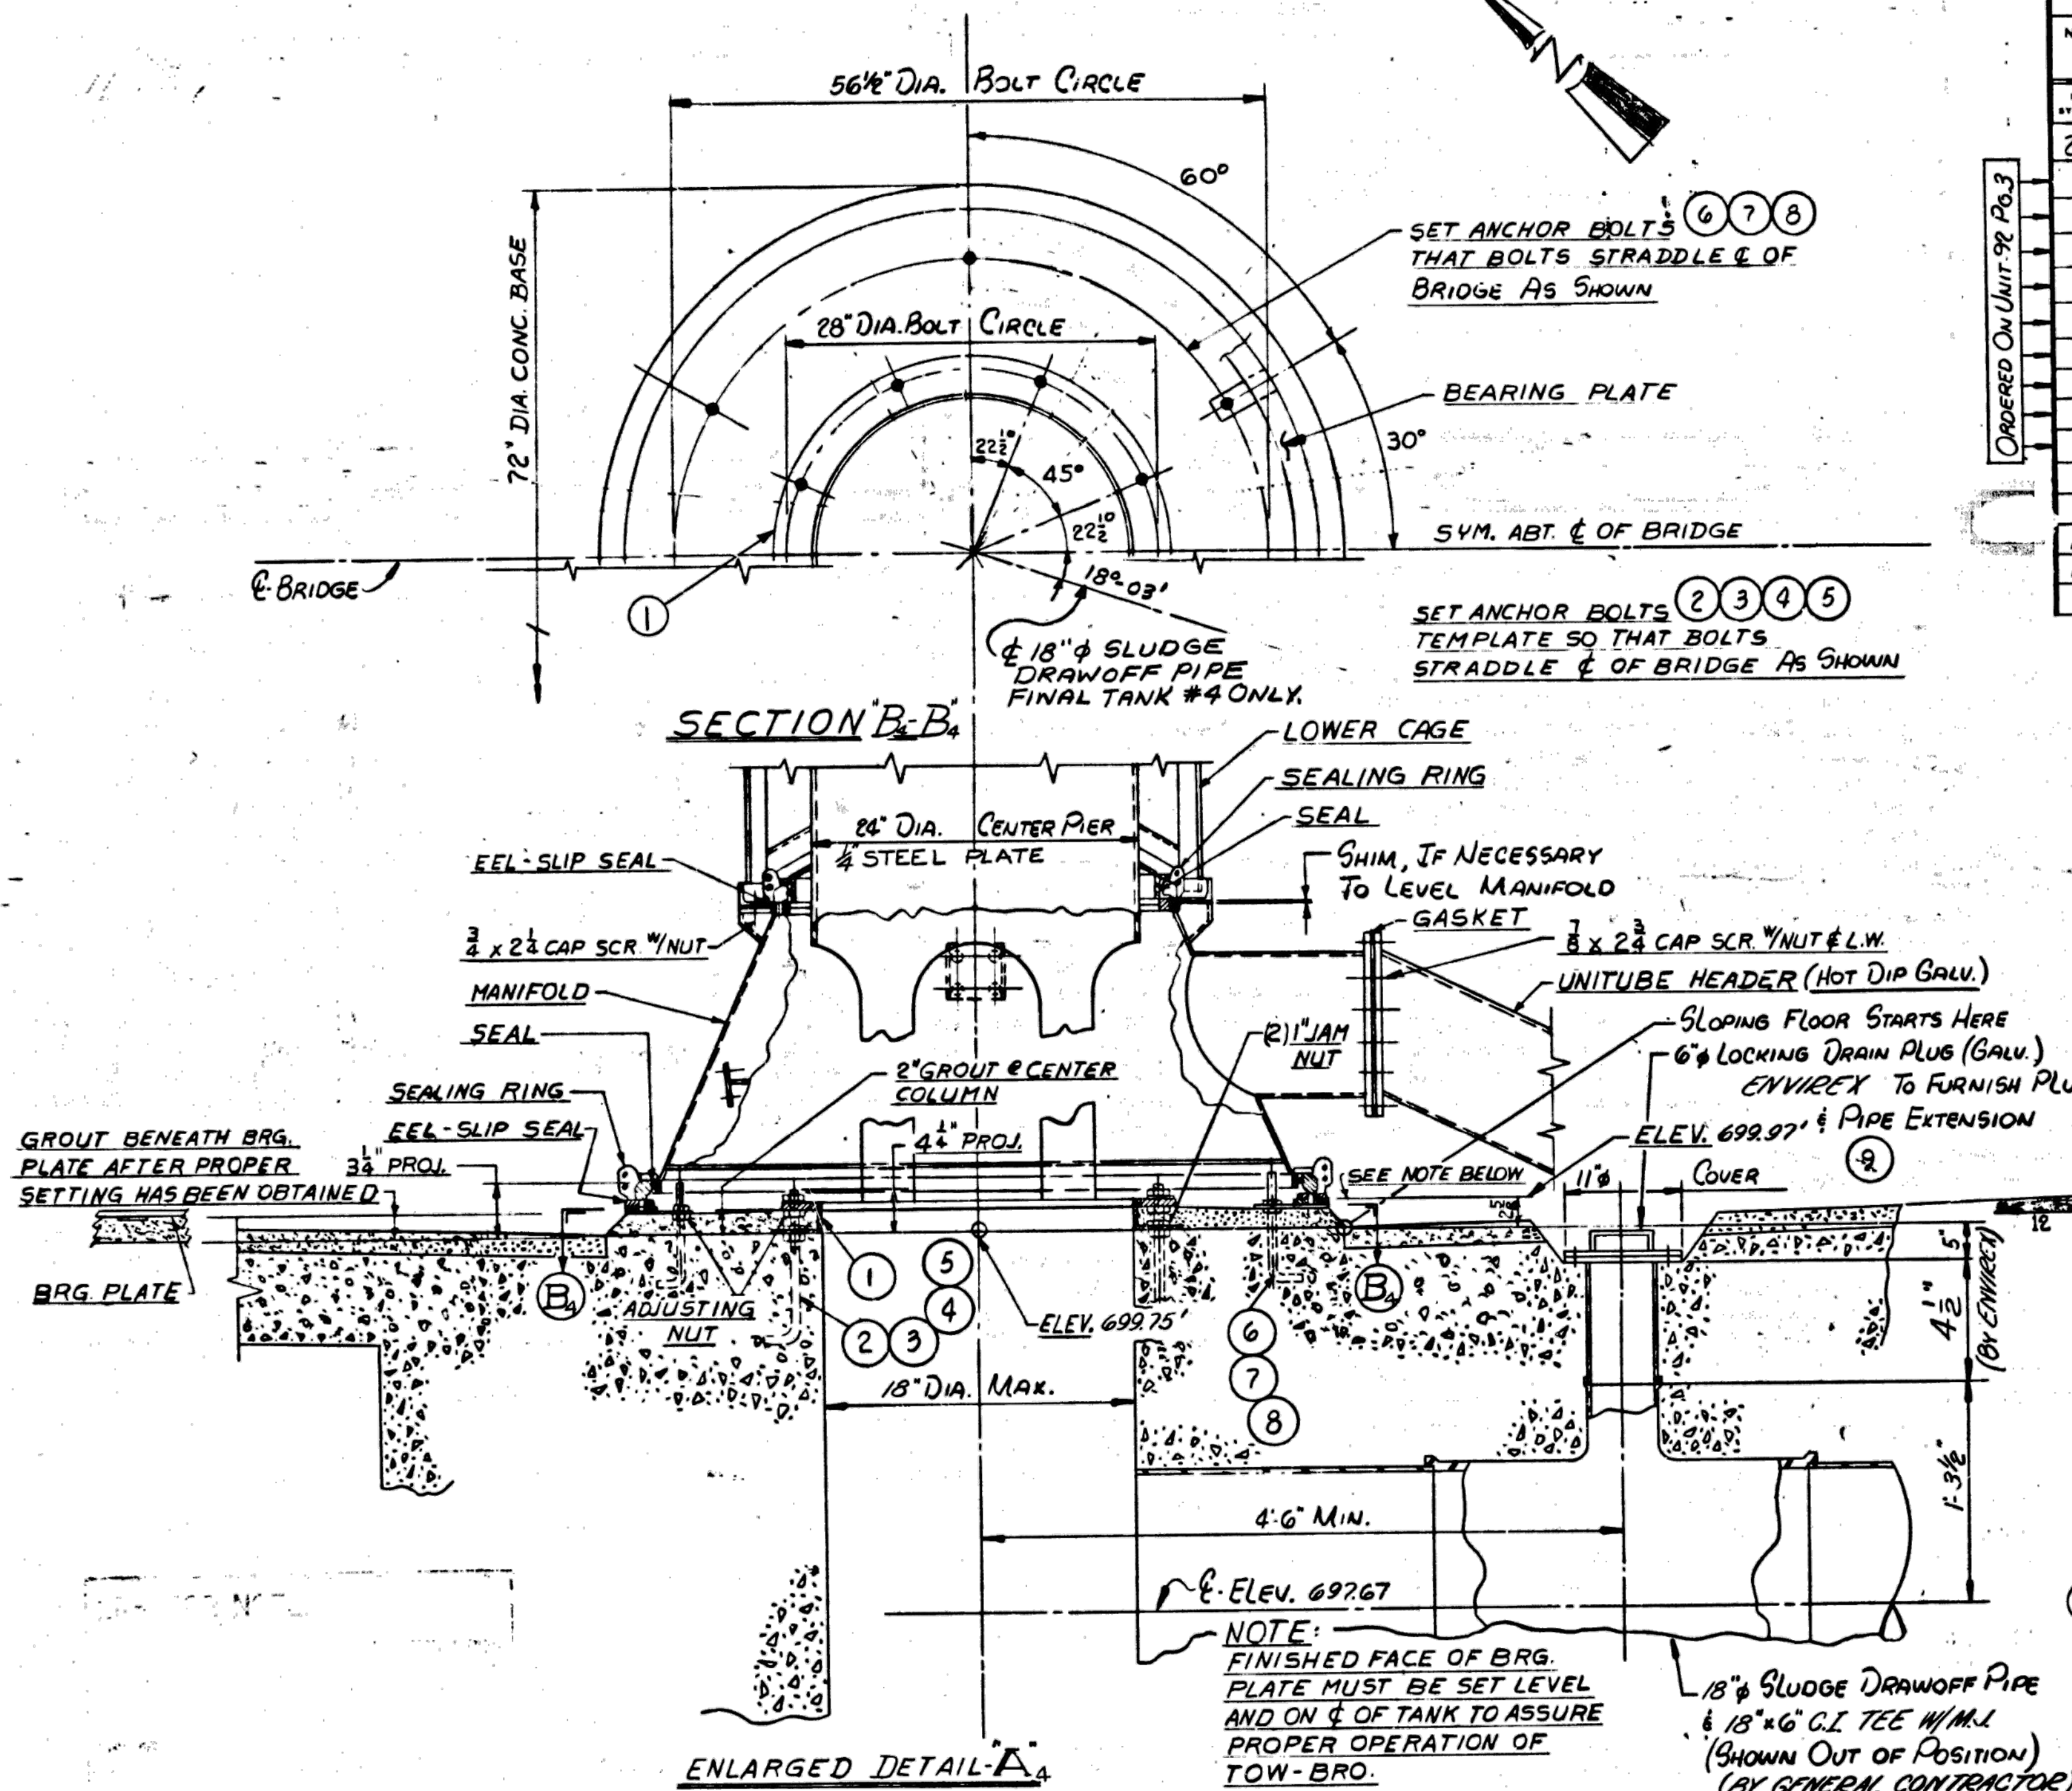 56½" DIA. BOLT CIRCLE
60°
SET ANCHOR BOLTS 6 7 8
THAT BOLTS STRADDLE ℄ OF
BRIDGE AS SHOWN
ORDERED ON UNIT-92 PG.3
72" DIA. CONC. BASE
28" DIA. BOLT CIRCLE
BEARING PLATE
30°
22½°
45°
22½°
SYM. ABT. ℄ OF BRIDGE
℄ BRIDGE
18°-03'
1
SET ANCHOR BOLTS 2 3 4 5
TEMPLATE SO THAT BOLTS
STRADDLE ℄ OF BRIDGE AS SHOWN
℄ 18"φ SLUDGE
DRAWOFF PIPE
FINAL TANK #4 ONLY.
SECTION "B4-B4"
LOWER CAGE
SEALING RING
SEAL
24" DIA. CENTER PIER
¼" STEEL PLATE
EEL-SLIP SEAL
SHIM, IF NECESSARY
TO LEVEL MANIFOLD
GASKET
¾ x 2¼ CAP SCR. W/NUT
⅞ x 2¾ CAP SCR. W/NUT & L.W.
UNITUBE HEADER (HOT DIP GALV.)
MANIFOLD
SLOPING FLOOR STARTS HERE
SEAL
(2) 1" JAM
NUT
6"φ LOCKING DRAIN PLUG (GALV.)
ENVIREX TO FURNISH PLU
& PIPE EXTENSION
9
2" GROUT @ CENTER
COLUMN
SEALING RING
EEL-SLIP SEAL
GROUT BENEATH BRG.
PLATE AFTER PROPER
SETTING HAS BEEN OBTAINED
3¼" PROJ.
4¼" PROJ.
ELEV. 699.97'
SEE NOTE BELOW
11"φ COVER
2⅝
12
5"
BRG. PLATE
B4
ADJUSTING
NUT
1
5
4
2 3
ELEV. 699.75'
B4
6
7
8
4½"
(BY ENVIREX)
18" DIA. MAX.
1'-3½"
4'-6" MIN.
℄ ELEV. 697.67
NOTE:
FINISHED FACE OF BRG.
PLATE MUST BE SET LEVEL
AND ON ℄ OF TANK TO ASSURE
PROPER OPERATION OF
TOW-BRO.
18"φ SLUDGE DRAWOFF PIPE
& 18"x6" C.I. TEE W/M.J.
(SHOWN OUT OF POSITION)
(BY GENERAL CONTRACTOR)
ENLARGED DETAIL-"A4"